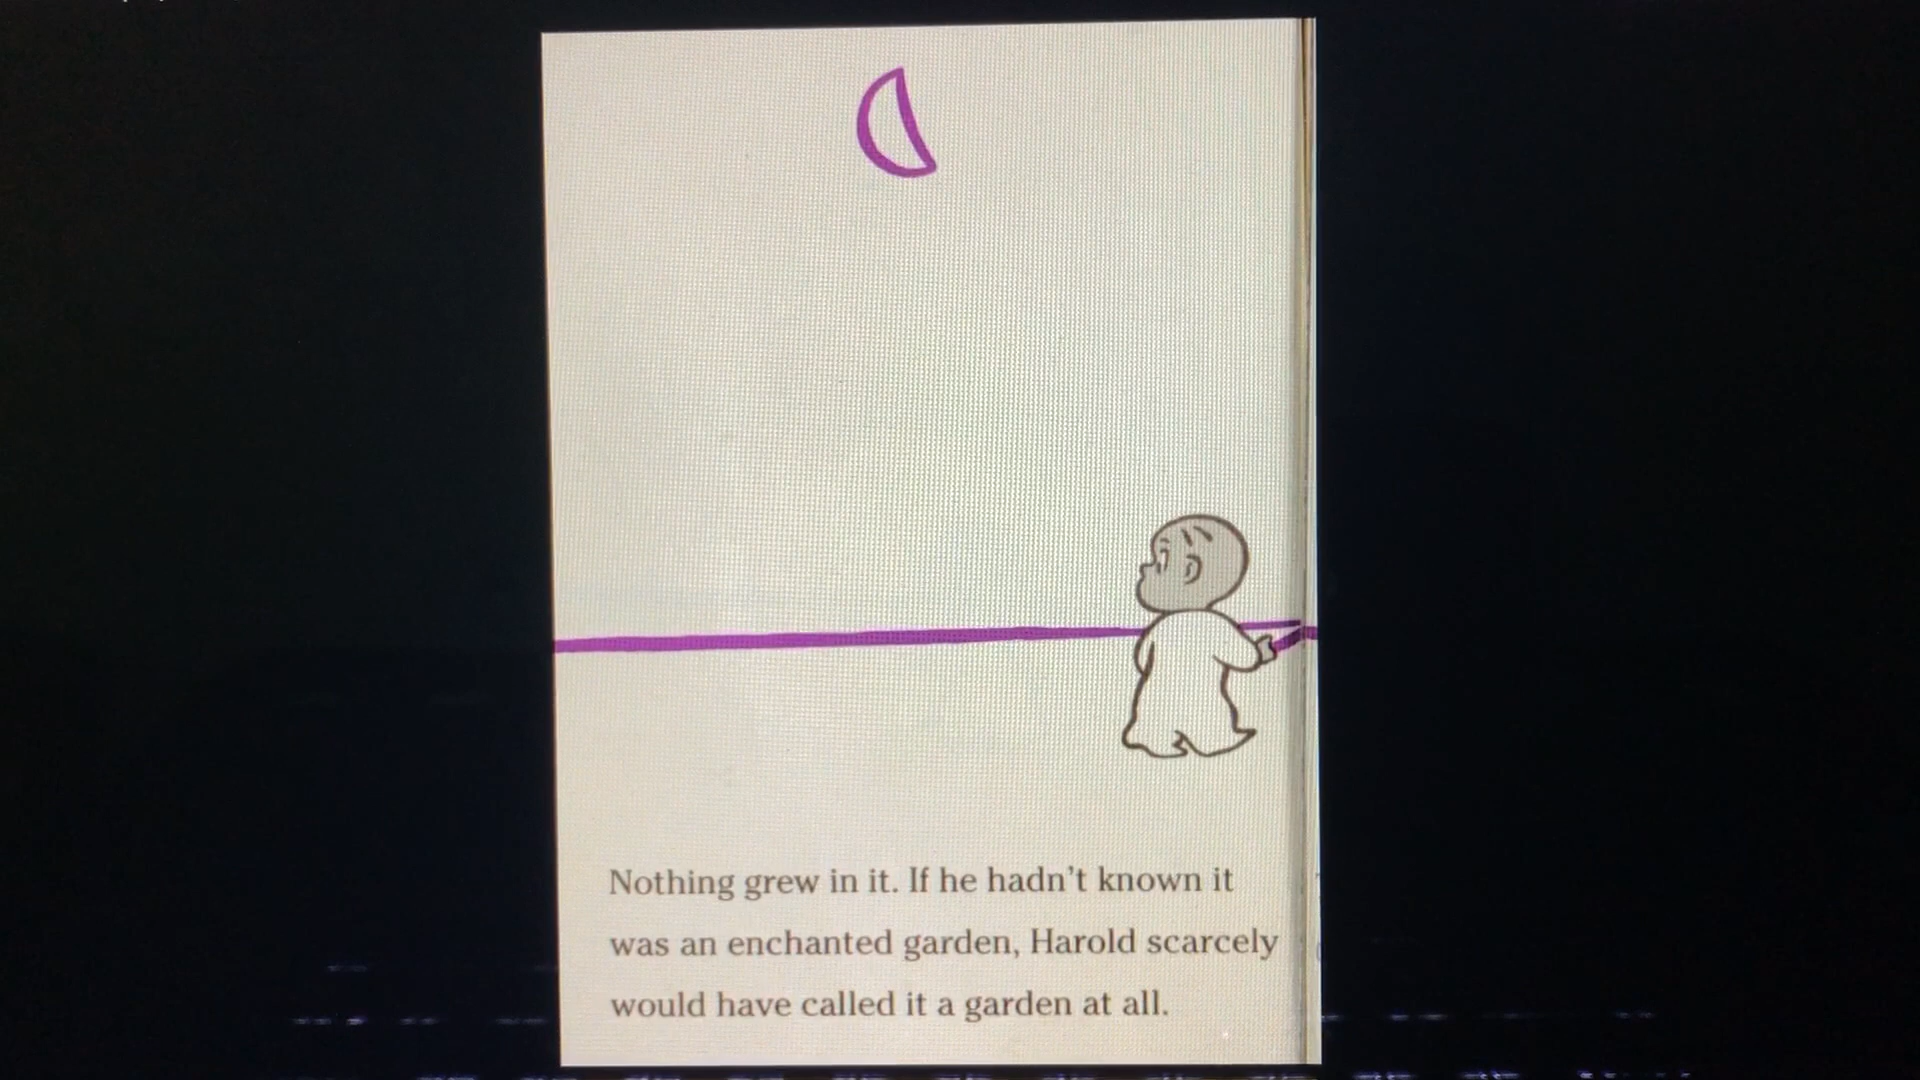 Nothing grew in it. If he hadn't known it
was an enchanted garden, Harold scarcely
would have called it a garden at all.